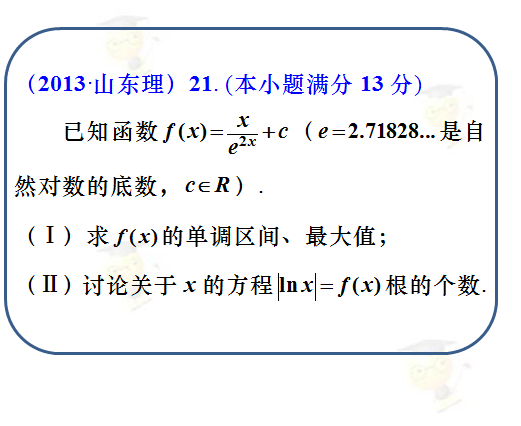 （2013·山东理）21. (本小题满分 13 分)
已知函数 f(x)= x/e^{2x} +c（e=2.71828...是自
然对数的底数，c∈R）.
（Ⅰ）求 f(x)的单调区间、最大值；
（Ⅱ）讨论关于 x 的方程|ln x|= f(x)根的个数.